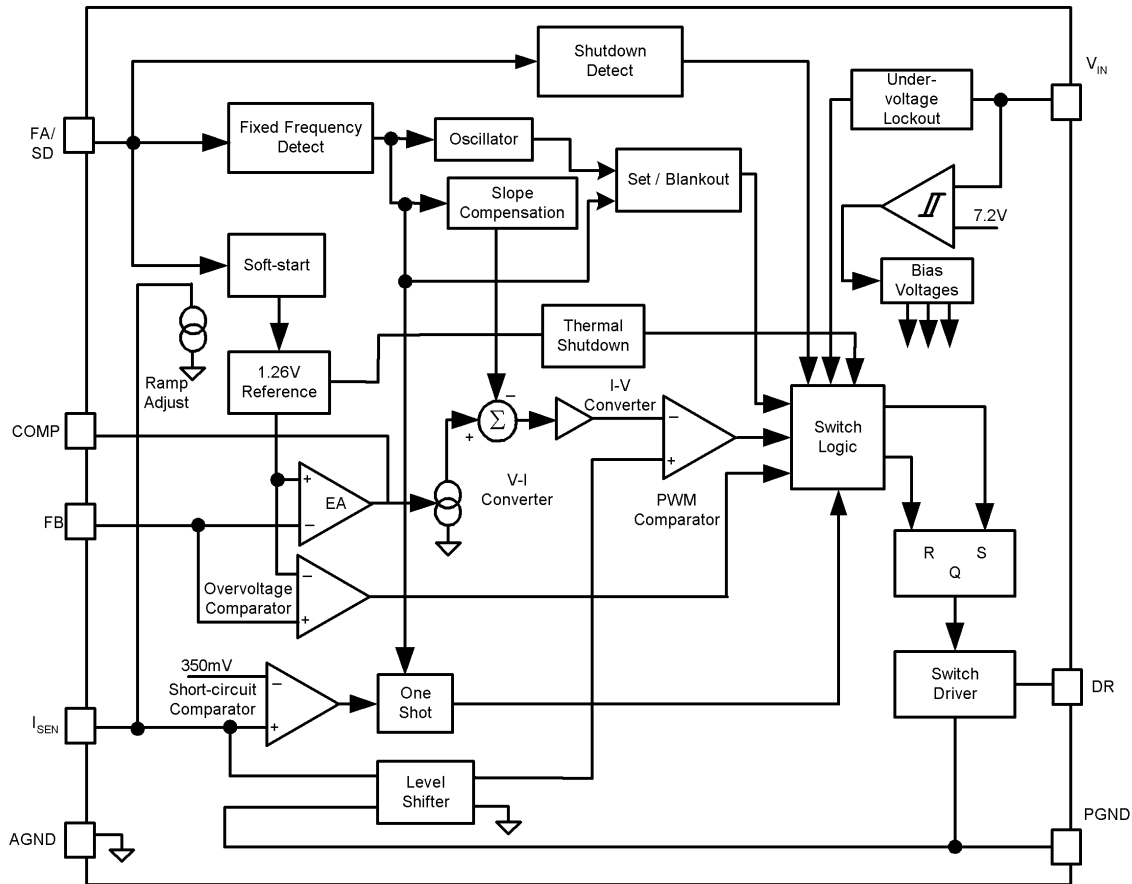 Shutdown
Detect
V_IN
Under-
voltage
Lockout
FA/
SD
Fixed Frequency
Detect
Oscillator
Set / Blankout
Slope
Compensation
7.2V
Soft-start
Bias
Voltages
Thermal
Shutdown
1.26V
Reference
Ramp
Adjust
I-V
Converter
−
Σ
+
−
+
COMP
Switch
Logic
V-I
Converter
PWM
Comparator
+
EA
−
FB
R S
Q
−
+
Overvoltage
Comparator
350mV
Short-circuit
Comparator
−
+
One
Shot
Switch
Driver
DR
I_SEN
Level
Shifter
PGND
AGND